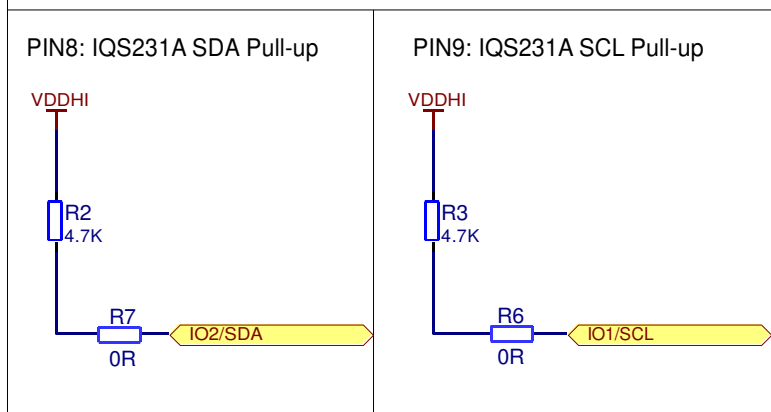 PIN8: IQS231A SDA Pull-up
VDDHI
R2
4.7K
R7
IO2/SDA
0R
PIN9: IQS231A SCL Pull-up
VDDHI
R3
4.7K
R6
IO1/SCL
0R